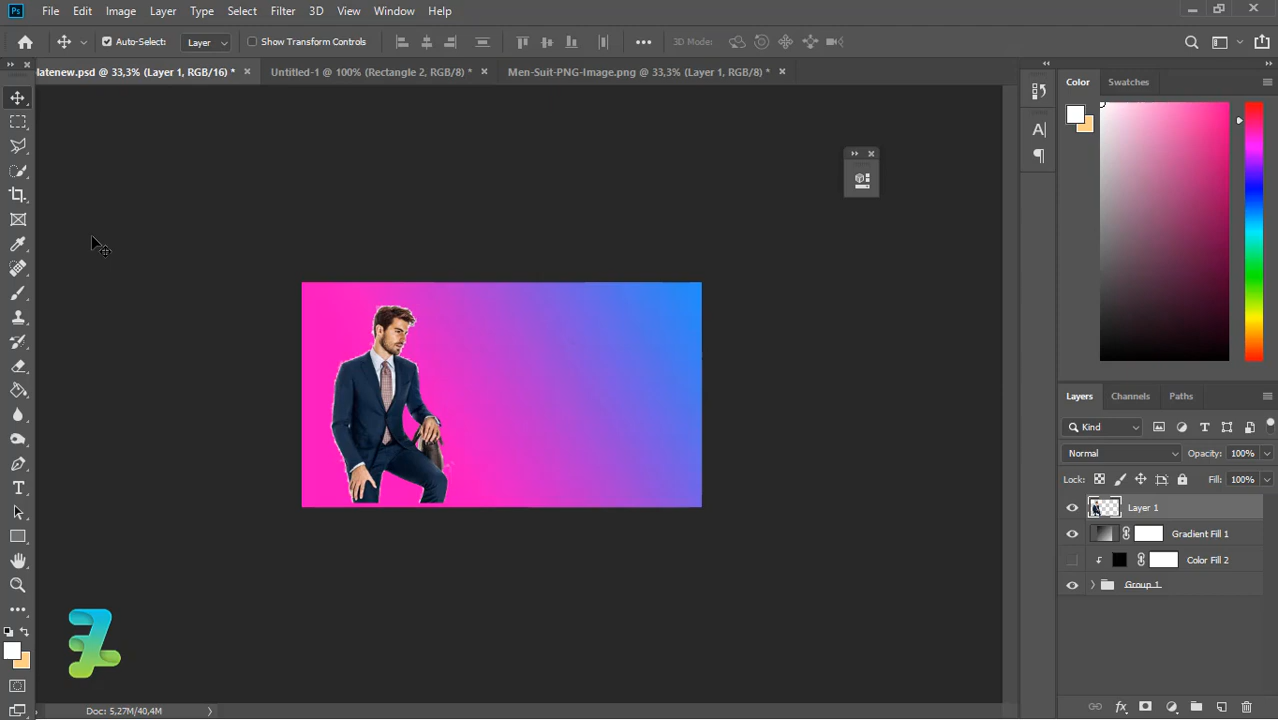 Ps File Edit Image Layer Type Select Filter 3D View Window Help
Auto-Select: Layer Show Transform Controls 3D Mode:
latenew.psd @ 33,3% (Layer 1, RGB/16) * Untitled-1 @ 100% (Rectangle 2, RGB/8) * Men-Suit-PNG-Image.png @ 33,3% (Layer 1, RGB/8) *
Color Swatches
Layers Channels Paths
Kind
Normal Opacity: 100%
Lock: Fill: 100%
Layer 1
Gradient Fill 1
Color Fill 2
Group 1
Doc: 5,27M/40,4M